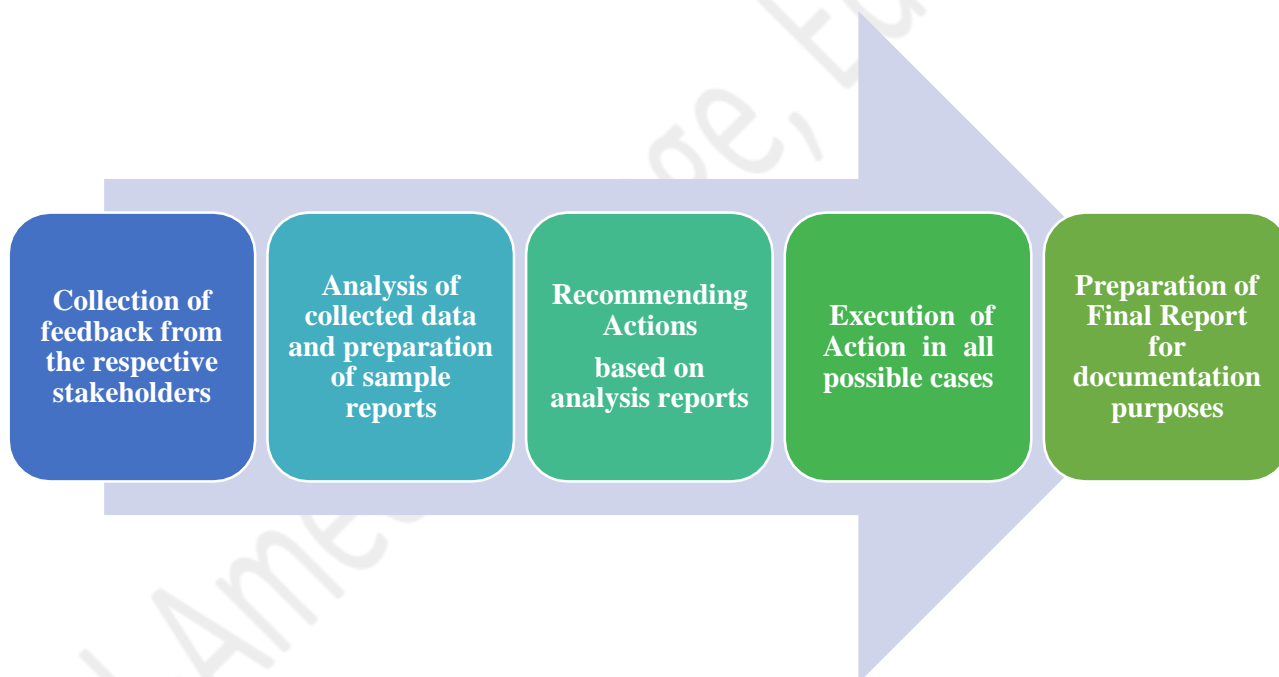 Collection of
feedback from
the respective
stakeholders
Analysis of
collected data
and preparation
of sample
reports
Recommending
Actions
based on
analysis reports
Execution of
Action in all
possible cases
Preparation of
Final Report
for
documentation
purposes